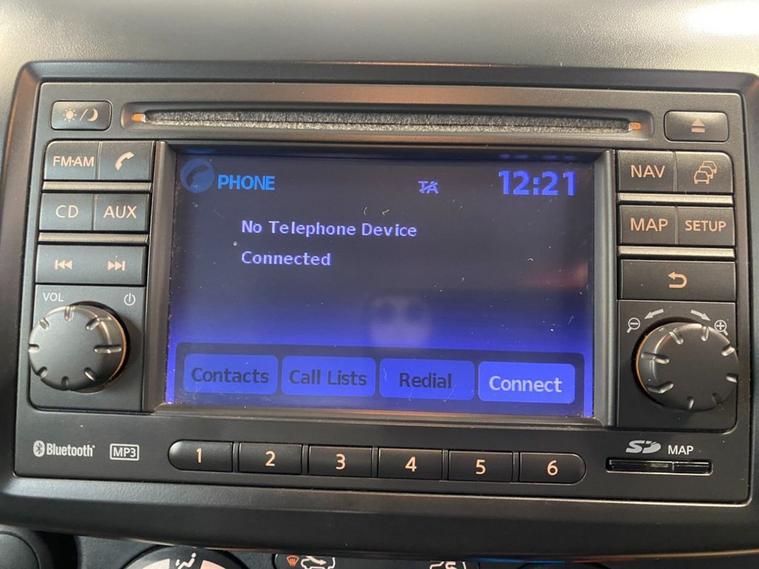 FM·AM
CD AUX
VOL
PHONE TA 12:21
No Telephone Device
Connected
Contacts Call Lists Redial Connect
NAV
MAP SETUP
Bluetooth MP3
1 2 3 4 5 6
SD MAP